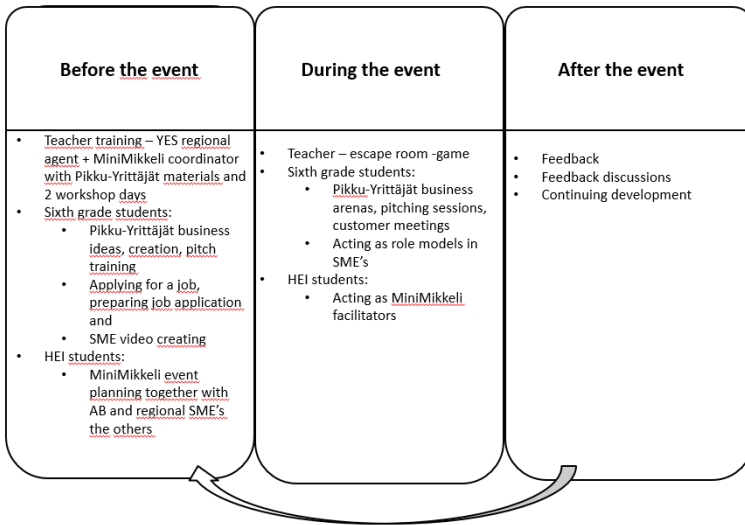 Before the event
Teacher training – YES regional
agent + MiniMikkeli coordinator
with Pikku-Yrittäjät materials and
2 workshop days
Sixth grade students:
Pikku-Yrittäjät business
ideas, creation, pitch
training
Applying for a job,
preparing job application
and
SME video creating
HEI students:
MiniMikkeli event
planning together with
AB and regional SME's
the others
During the event
Teacher – escape room -game
Sixth grade students:
Pikku-Yrittäjät business
arenas, pitching sessions,
customer meetings
Acting as role models in
SME's
HEI students:
Acting as MiniMikkeli
facilitators
After the event
Feedback
Feedback discussions
Continuing development